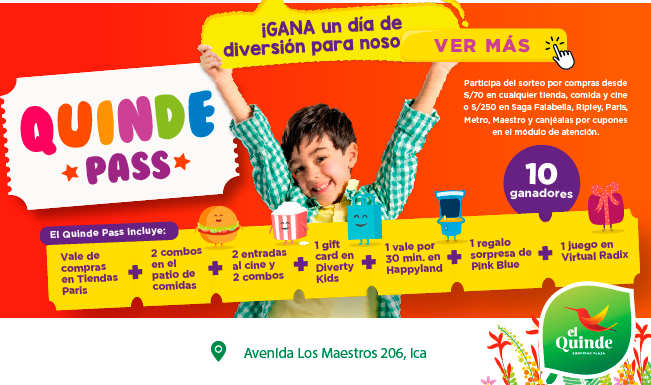 ¡GANA un día de
diversión para noso
VER MÁS
Participa del sorteo por compras desde
S/70 en cualquier tienda, comida y cine
o S/250 en Saga Falabella, Ripley, Paris,
Metro, Maestro y canjéalas por cupones
en el módulo de atención.
QUINDE
PASS
10
ganadores
El Quinde Pass incluye:
Vale de
compras
en Tiendas
Paris
+
2 combos
en el
patio de
comidas
+
2 entradas
al cine y
2 combos
+
1 gift
card en
Diverty
Kids
+
1 vale por
30 min. en
Happyland
+
1 regalo
sorpresa de
Pink Blue
+
1 juego en
Virtual Radix
el
Quinde
SHOPPING PLAZA
Avenida Los Maestros 206, Ica